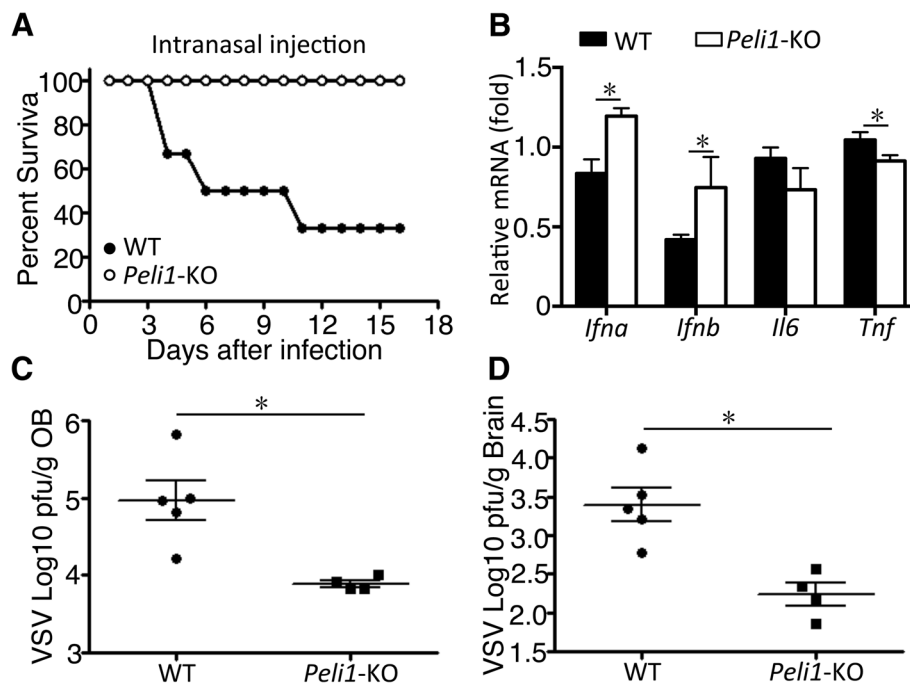 A
Intranasal injection
Percent Surviva
100
80
60
40
20
0
WT
Peli1-KO
0 3 6 9 12 15 18
Days after infection
B
WT Peli1-KO
Relative mRNA (fold)
1.5
1.0
0.5
0
* * *
Ifna Ifnb Il6 Tnf
C
VSV Log10 pfu/g OB
6
5
4
3
*
WT Peli1-KO
D
VSV Log10 pfu/g Brain
4.5
4.0
3.5
3.0
2.5
2.0
1.5
*
WT Peli1-KO